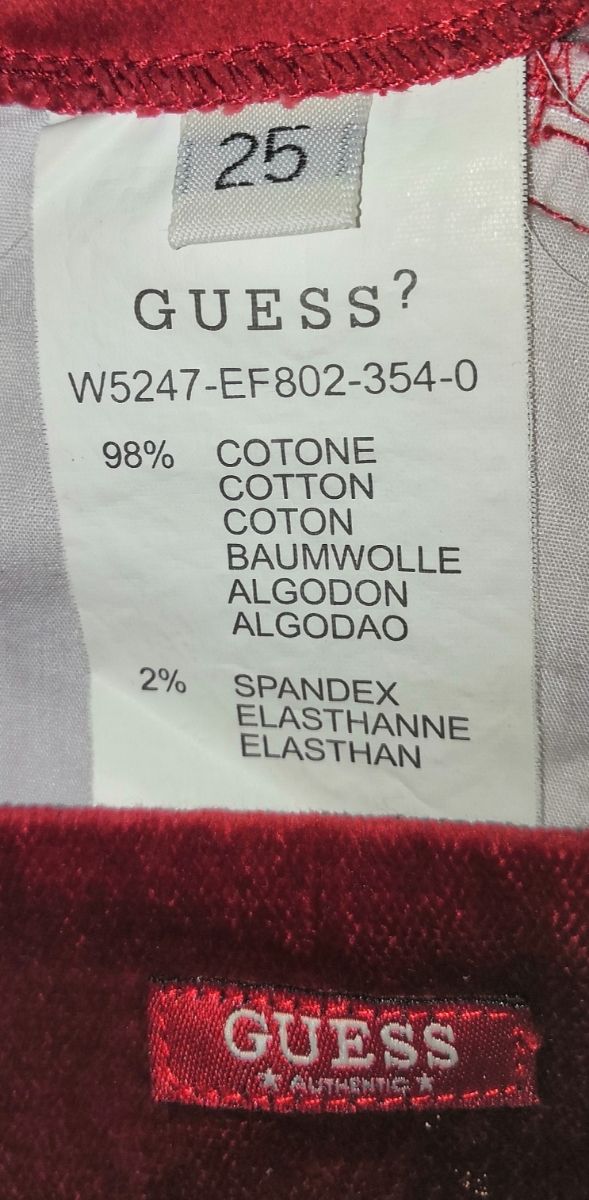 25
GUESS?
W5247-EF802-354-0
98% COTONE
COTTON
COTON
BAUMWOLLE
ALGODON
ALGODAO
2% SPANDEX
ELASTHANNE
ELASTHAN
GUESS
★ AUTHENTIC ★